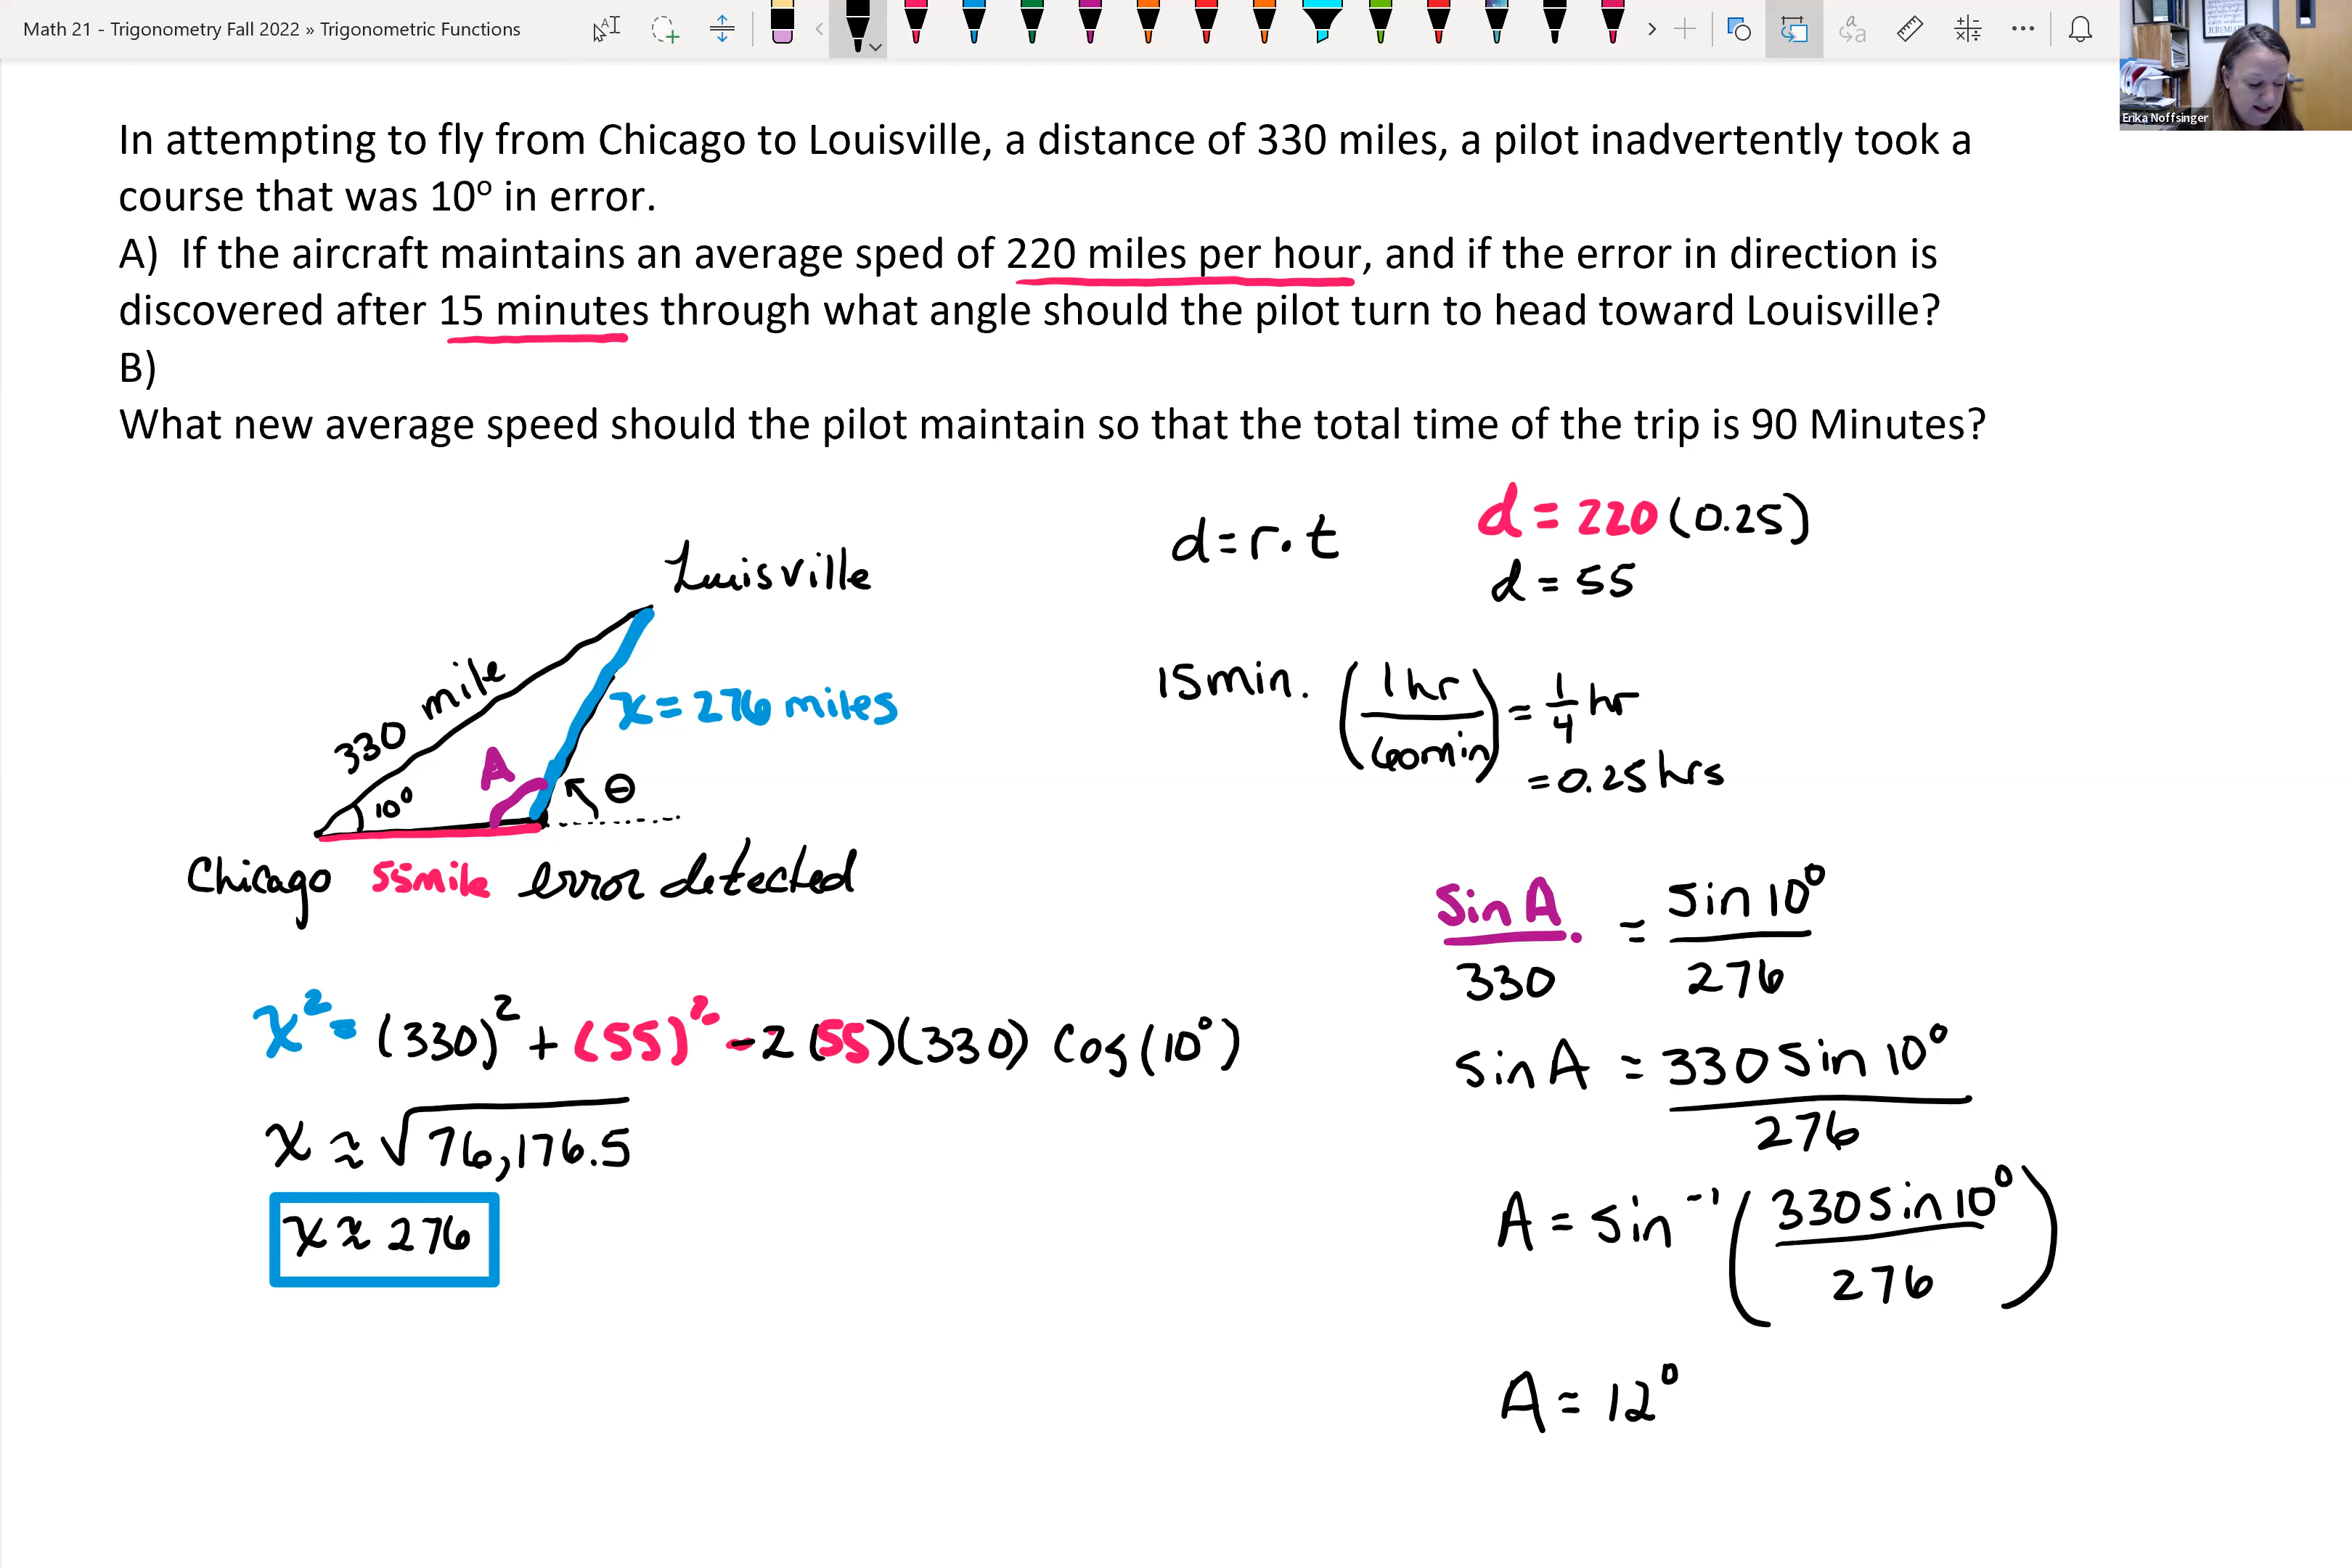 Math 21 - Trigonometry Fall 2022 » Trigonometric Functions
Erika Noffsinger
In attempting to fly from Chicago to Louisville, a distance of 330 miles, a pilot inadvertently took a
course that was 10º in error.
A) If the aircraft maintains an average sped of 220 miles per hour, and if the error in direction is
discovered after 15 minutes through what angle should the pilot turn to head toward Louisville?
B)
What new average speed should the pilot maintain so that the total time of the trip is 90 Minutes?
d = r · t
d = 220 (0.25)
d = 55
Louisville
330 mile
x = 276 miles
A
10°
θ
Chicago 55mile error detected
15 min. (1 hr / 60 min) = 1/4 hr
= 0.25 hrs
sin A / 330 = sin 10° / 276
x² = (330)² + (55)² - 2 (55)(330) cos (10°)
sin A = 330 sin 10° / 276
x ≈ √76,176.5
x ≈ 276
A = sin⁻¹ (330 sin 10° / 276)
A = 12°